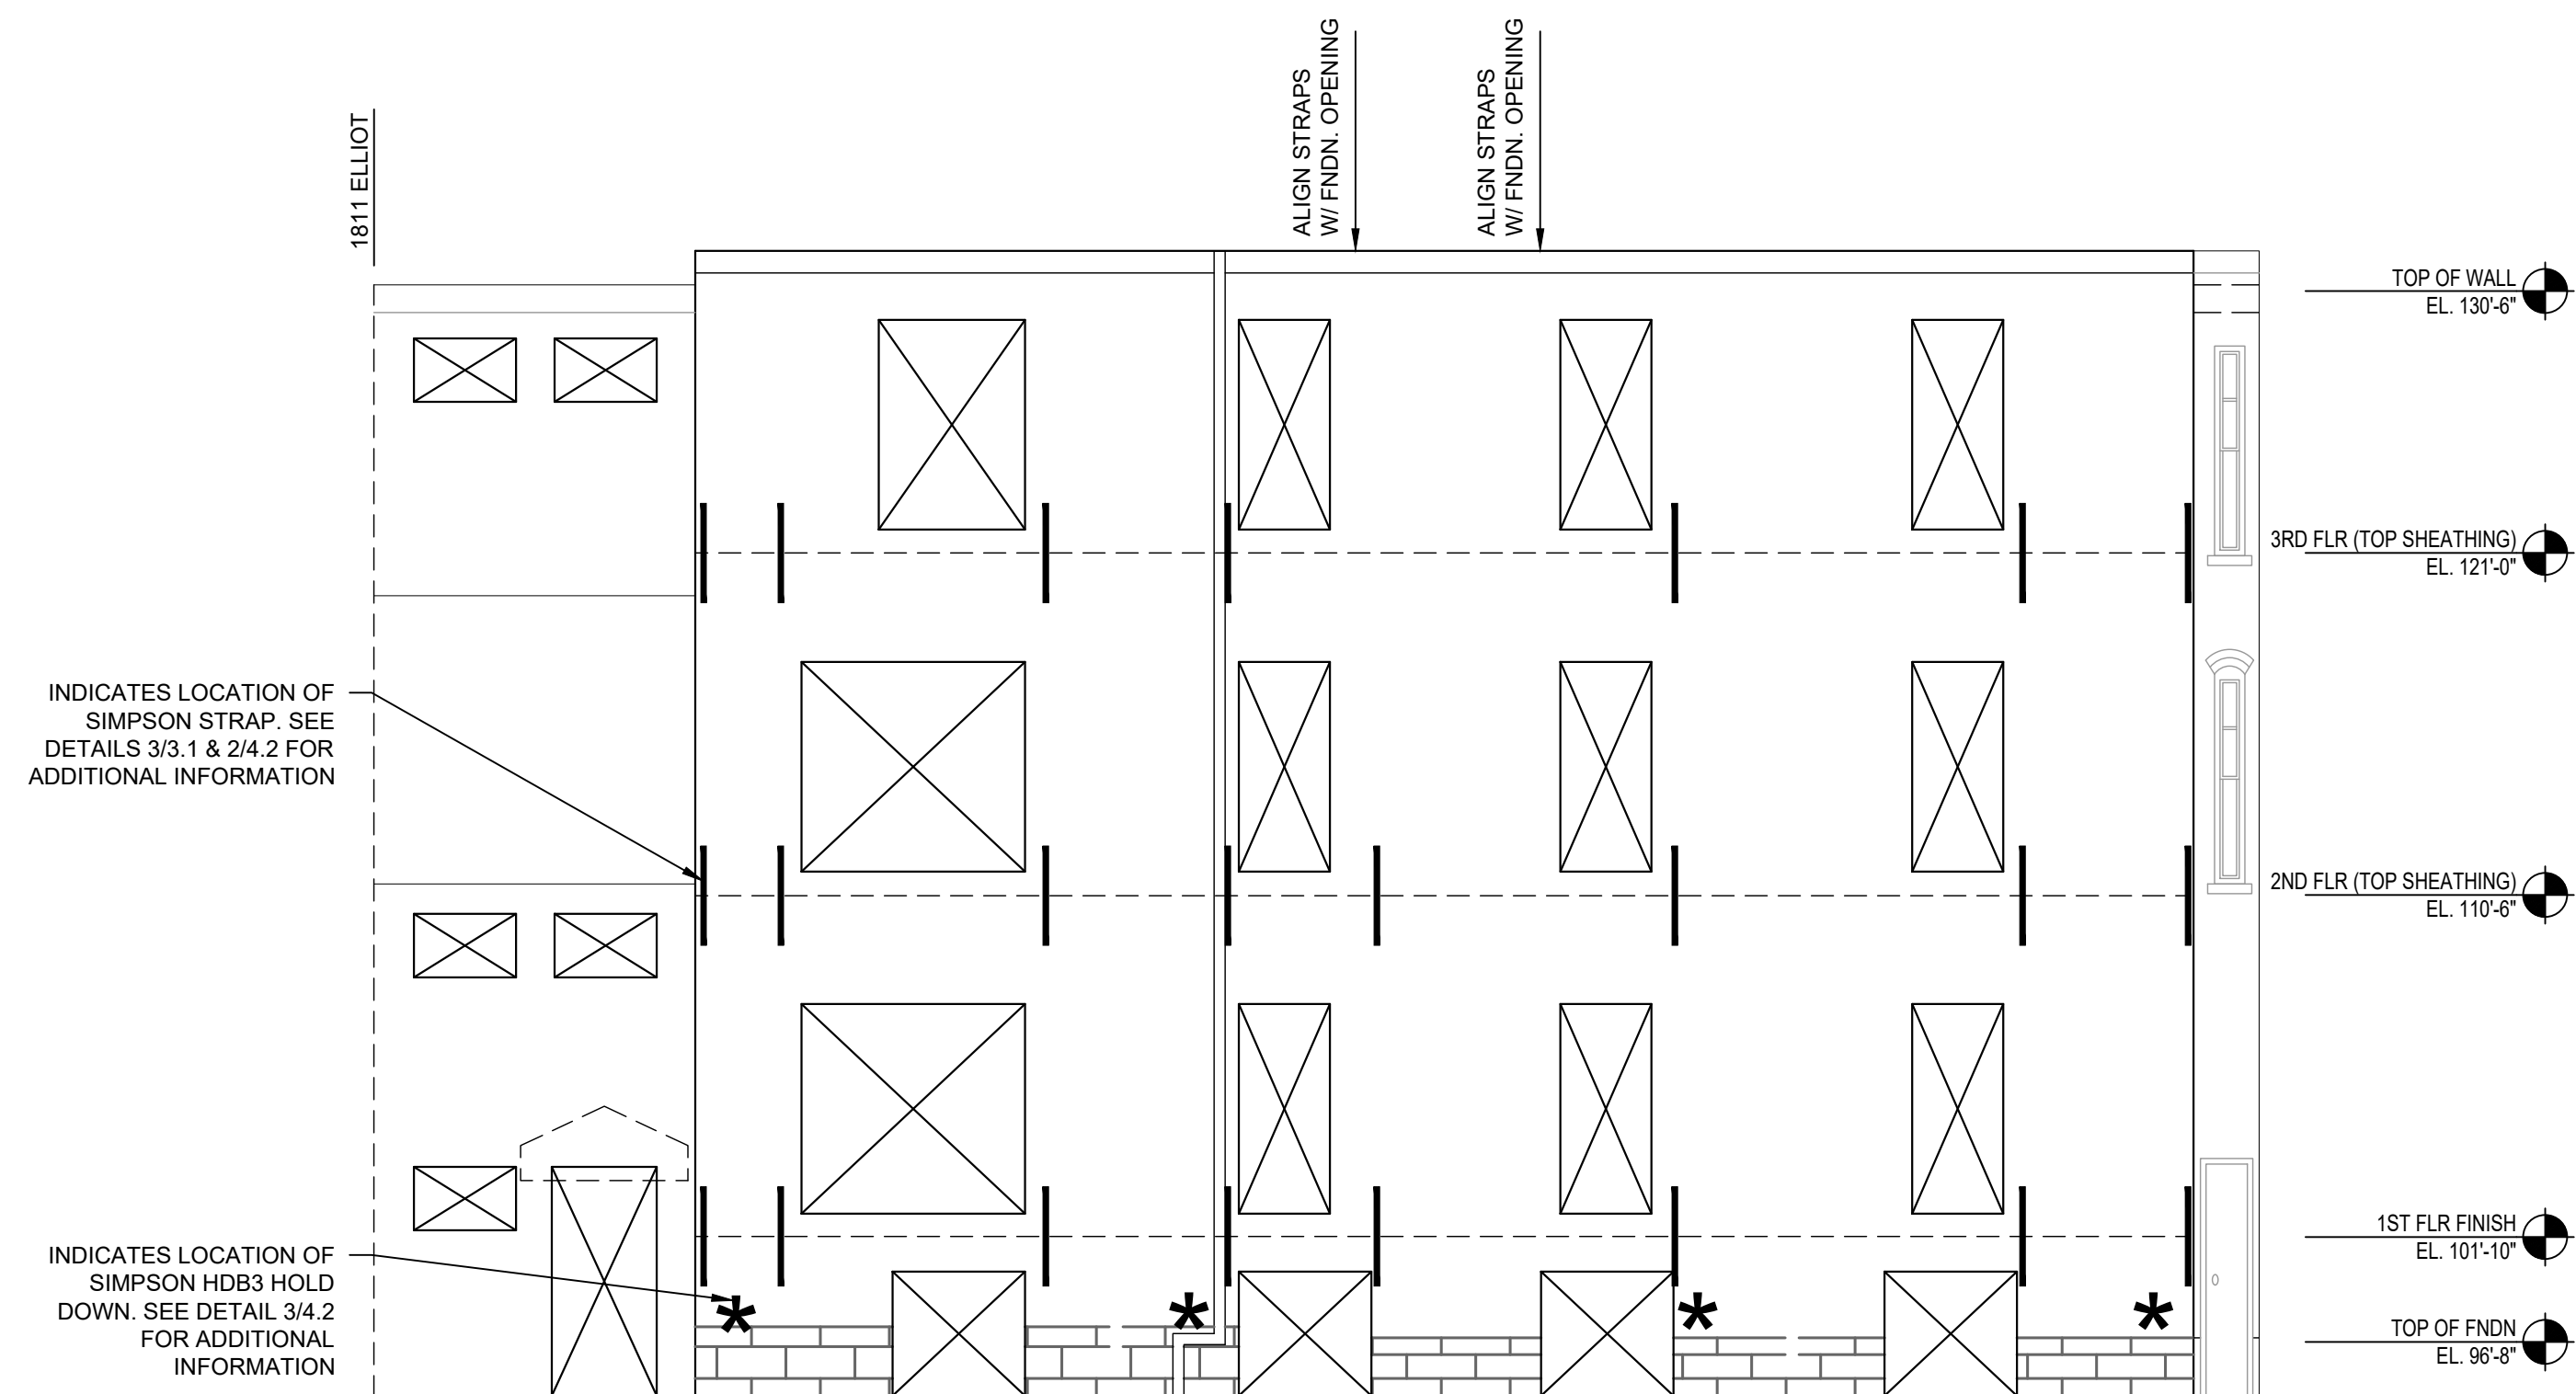 1811 ELLIOT
ALIGN STRAPS
W/ FNDN. OPENING
ALIGN STRAPS
W/ FNDN. OPENING
TOP OF WALL
EL. 130'-6"
3RD FLR (TOP SHEATHING)
EL. 121'-0"
INDICATES LOCATION OF
SIMPSON STRAP. SEE
DETAILS 3/3.1 & 2/4.2 FOR
ADDITIONAL INFORMATION
2ND FLR (TOP SHEATHING)
EL. 110'-6"
1ST FLR FINISH
EL. 101'-10"
INDICATES LOCATION OF
SIMPSON HDB3 HOLD
DOWN. SEE DETAIL 3/4.2
FOR ADDITIONAL
INFORMATION
* * * *
TOP OF FNDN
EL. 96'-8"